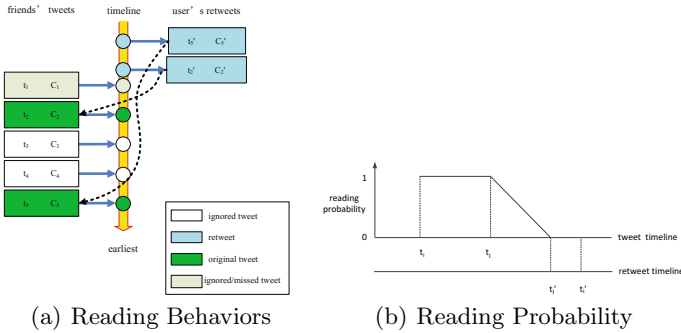 friends' tweets
timeline
user's retweets
t5' C5'
t2' C2'
t1 C1
t2 C2
t3 C3
t4 C4
t5 C5
earliest
ignored tweet
retweet
original tweet
ignored/missed tweet
(a) Reading Behaviors
1
reading
probability
0
tweet timeline
ti tj
retweet timeline
tj' ti'
(b) Reading Probability